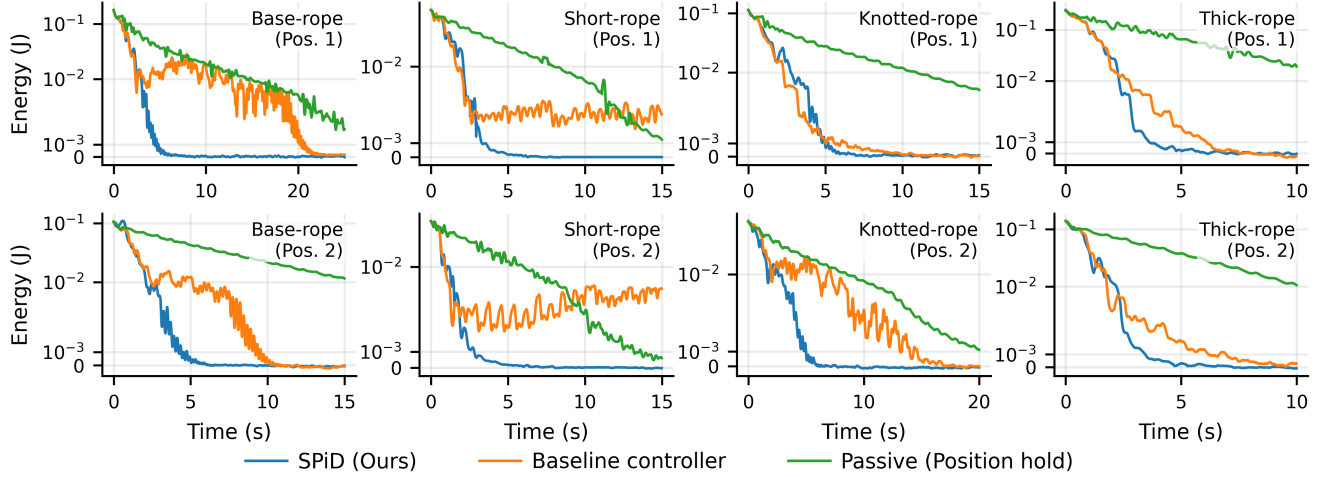 Energy (J)
10⁻¹
10⁻²
10⁻³
0
Base-rope
(Pos. 1)
0 10 20
10⁻²
10⁻³
0
Short-rope
(Pos. 1)
0 5 10 15
10⁻¹
10⁻²
10⁻³
0
Knotted-rope
(Pos. 1)
0 5 10 15
10⁻¹
10⁻²
10⁻³
0
Thick-rope
(Pos. 1)
0 5 10
Energy (J)
10⁻¹
10⁻²
10⁻³
0
Base-rope
(Pos. 2)
0 5 10 15
Time (s)
10⁻²
10⁻³
0
Short-rope
(Pos. 2)
0 5 10 15
Time (s)
10⁻²
10⁻³
0
Knotted-rope
(Pos. 2)
0 10 20
Time (s)
10⁻¹
10⁻²
10⁻³
0
Thick-rope
(Pos. 2)
0 5 10
Time (s)
SPiD (Ours)
Baseline controller
Passive (Position hold)